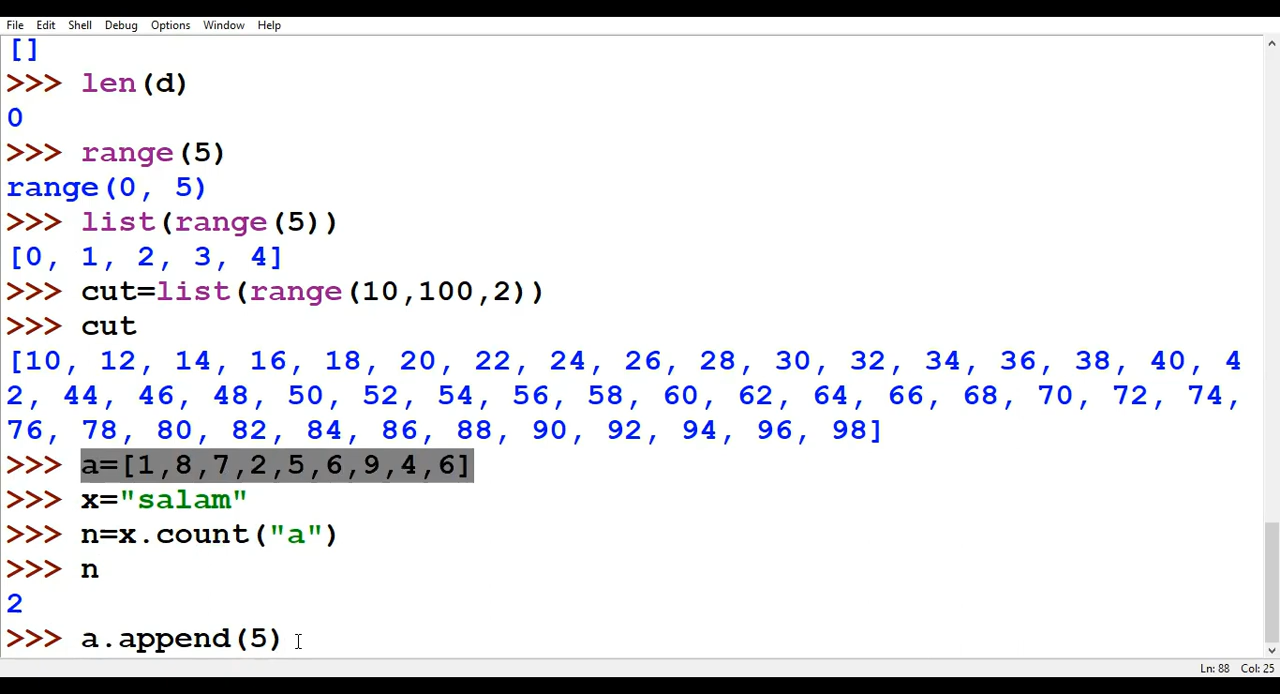 File Edit Shell Debug Options Window Help
[]
>>> len(d)
0
>>> range(5)
range(0, 5)
>>> list(range(5))
[0, 1, 2, 3, 4]
>>> cut=list(range(10,100,2))
>>> cut
[10, 12, 14, 16, 18, 20, 22, 24, 26, 28, 30, 32, 34, 36, 38, 40, 4
2, 44, 46, 48, 50, 52, 54, 56, 58, 60, 62, 64, 66, 68, 70, 72, 74,
76, 78, 80, 82, 84, 86, 88, 90, 92, 94, 96, 98]
>>> a=[1,8,7,2,5,6,9,4,6]
>>> x="salam"
>>> n=x.count("a")
>>> n
2
>>> a.append(5)
Ln: 88 Col: 25